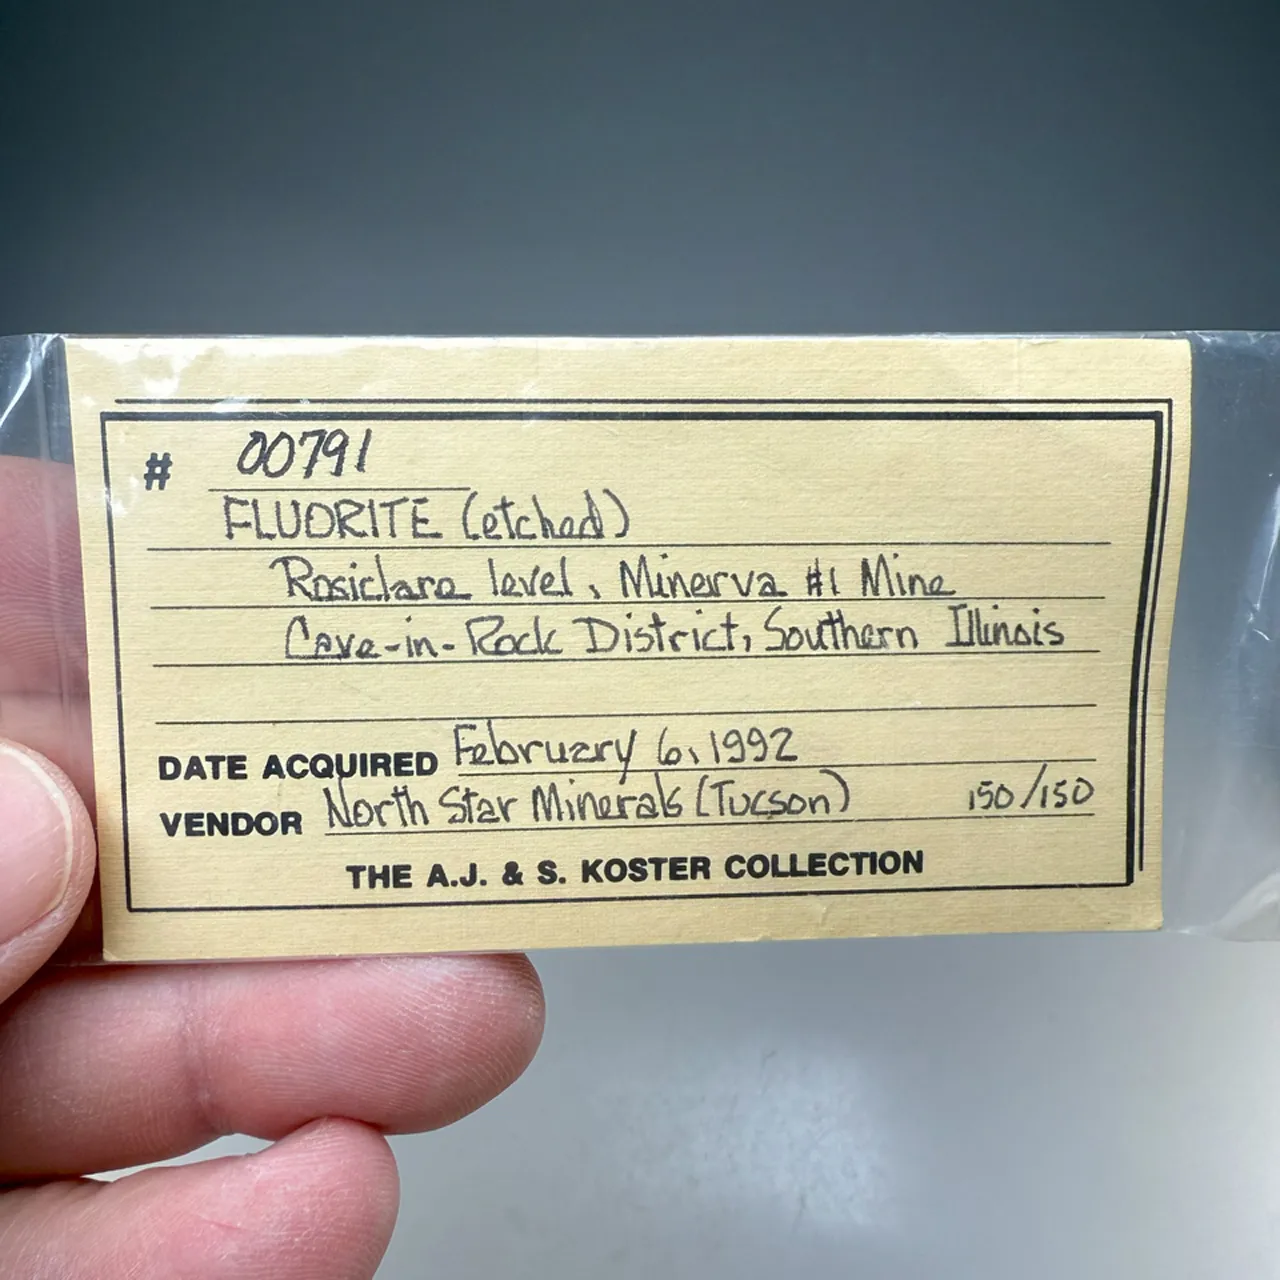 # 00791
FLUORITE (etched)
Rosiclare level, Minerva #1 Mine
Cave-in-Rock District, Southern Illinois
DATE ACQUIRED February 6, 1992
VENDOR North Star Minerals (Tucson) 150/150
THE A.J. & S. KOSTER COLLECTION